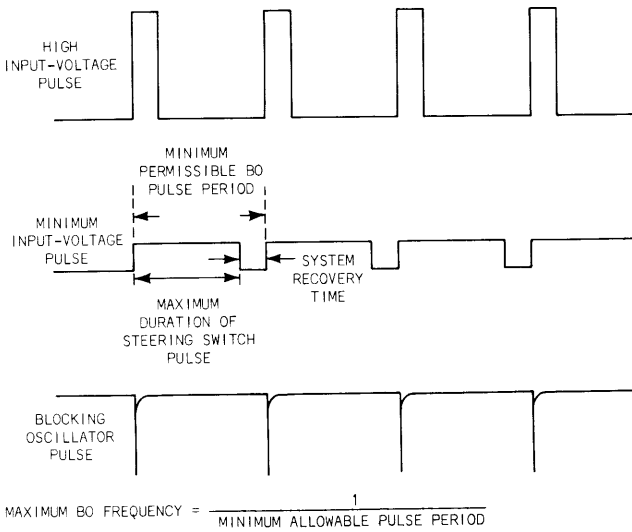 HIGH
INPUT-VOLTAGE
PULSE
MINIMUM
PERMISSIBLE BO
PULSE PERIOD
MINIMUM
INPUT-VOLTAGE
PULSE
SYSTEM
RECOVERY
TIME
MAXIMUM
DURATION OF
STEERING SWITCH
PULSE
BLOCKING
OSCILLATOR
PULSE
MAXIMUM BO FREQUENCY = 1
MINIMUM ALLOWABLE PULSE PERIOD